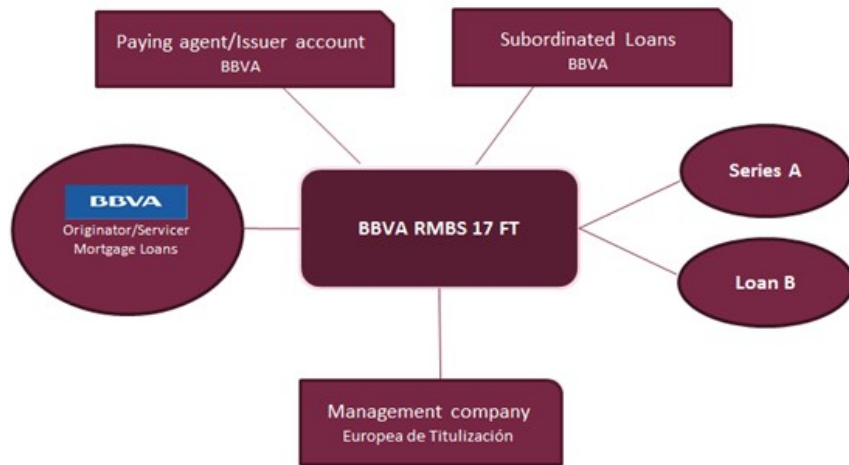 Paying agent/Issuer account
BBVA
Subordinated Loans
BBVA
BBVA
Originator/Servicer
Mortgage Loans
BBVA RMBS 17 FT
Series A
Loan B
Management company
Europea de Titulización